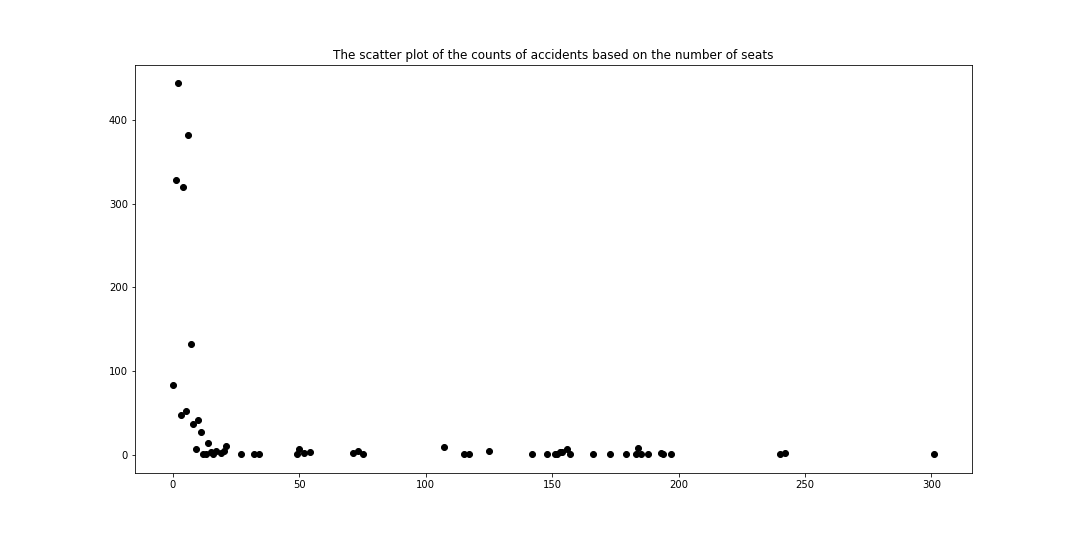 The scatter plot of the counts of accidents based on the number of seats
400
300
200
100
0
0 50 100 150 200 250 300